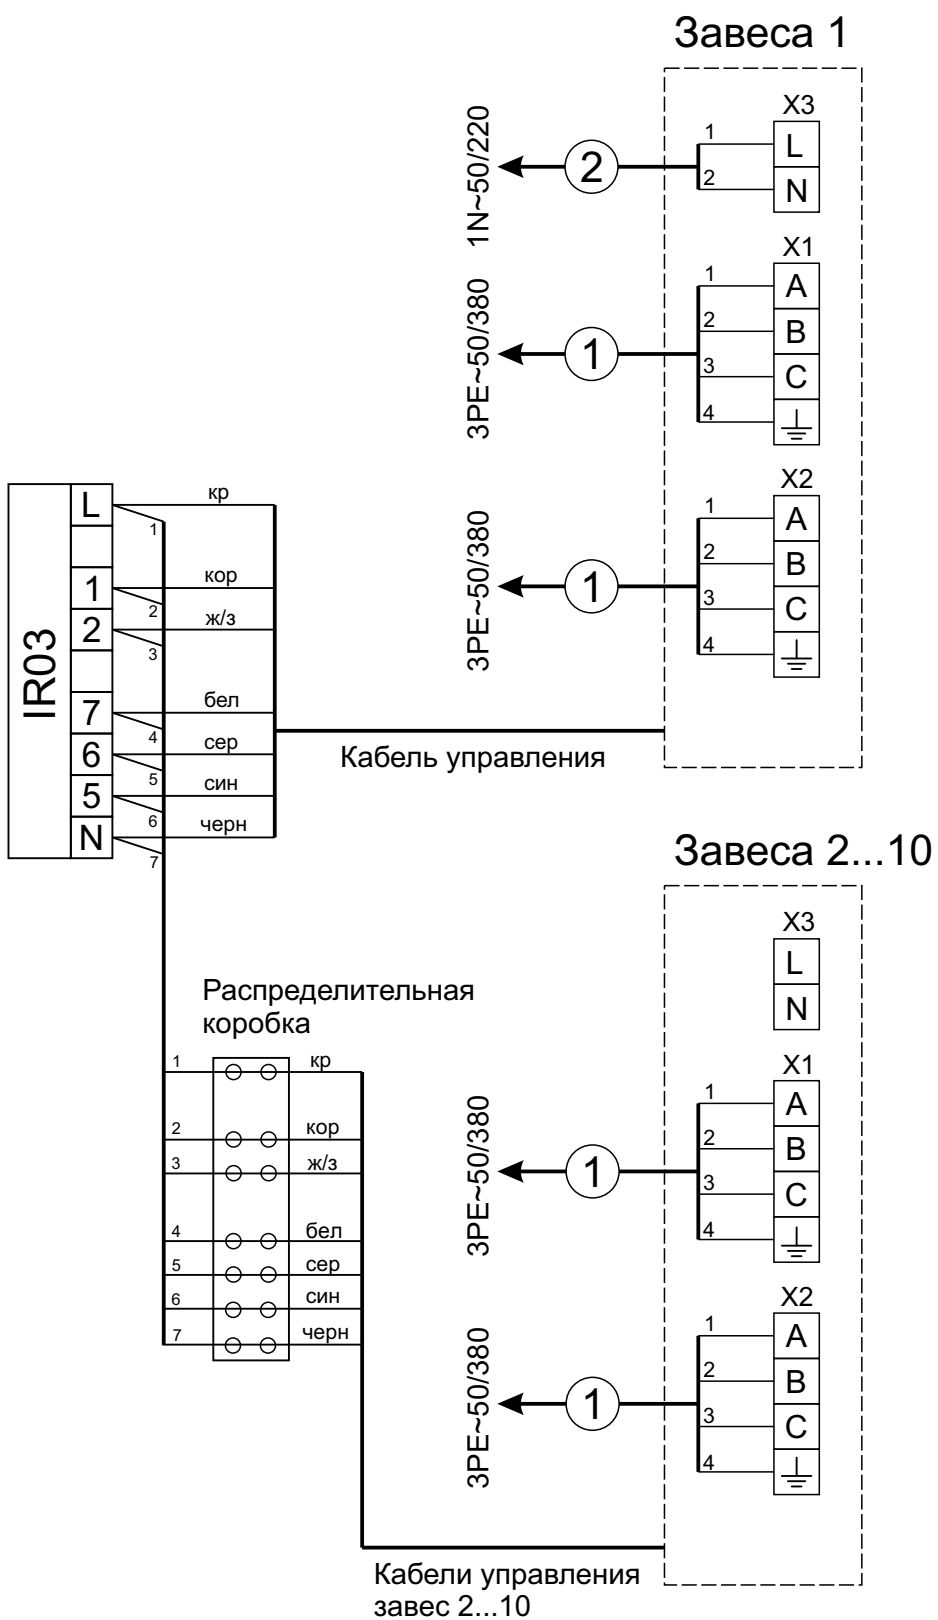 Завеса 1
X3
1N~50/220
2
1
L
2
N
X1
3PE~50/380
1
1
A
2
B
3
C
4
X2
3PE~50/380
1
1
A
2
B
3
C
4
IR03
L
кр
1
1
кор
2
2
ж/з
3
7
бел
4
6
сер
5
5
син
6
N
черн
7
Кабель управления
Завеса 2...10
X3
L
N
Распределительная
коробка
1
кр
2
кор
3
ж/з
4
бел
5
сер
6
син
7
черн
X1
3PE~50/380
1
1
A
2
B
3
C
4
X2
3PE~50/380
1
1
A
2
B
3
C
4
Кабели управления
завес 2...10